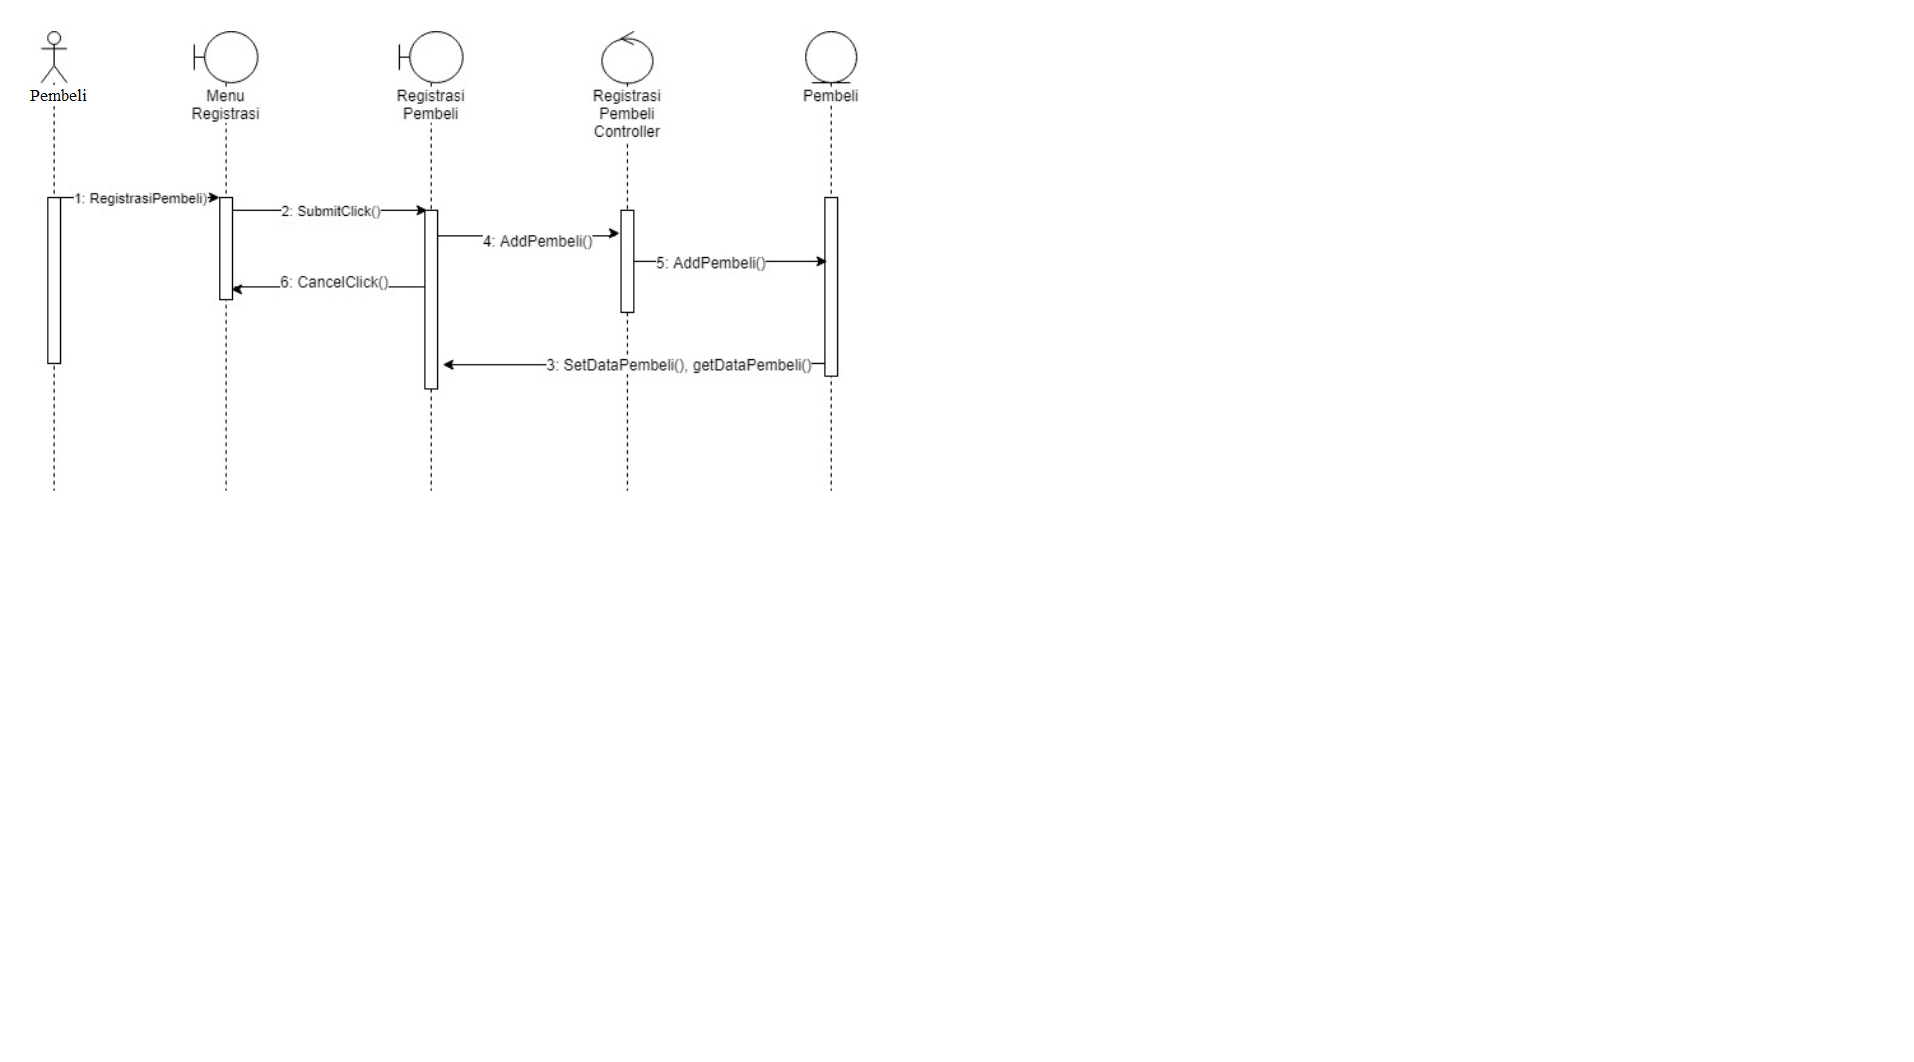 Pembeli
Menu
Registrasi
Registrasi
Pembeli
Registrasi
Pembeli
Controller
Pembeli
1: RegistrasiPembeli)
2: SubmitClick()
4: AddPembeli()
5: AddPembeli()
6: CancelClick()
3: SetDataPembeli(), getDataPembeli()